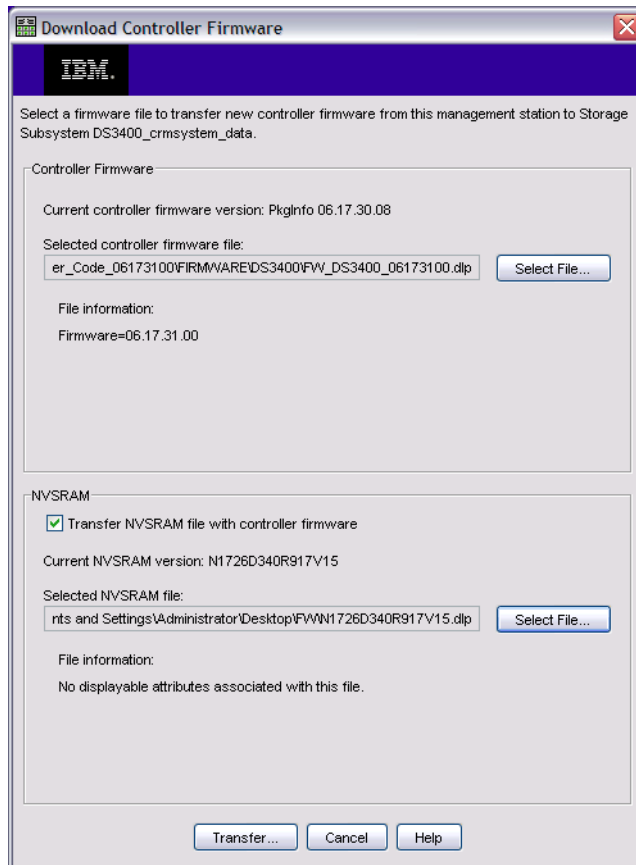 Download Controller Firmware
IBM.
Select a firmware file to transfer new controller firmware from this management station to Storage
Subsystem DS3400_crmsystem_data.
Controller Firmware
Current controller firmware version: PkgInfo 06.17.30.08
Selected controller firmware file:
er_Code_06173100\FIRMWARE\DS3400\FW_DS3400_06173100.dlp
Select File...
File information:
Firmware=06.17.31.00
NVSRAM
Transfer NVSRAM file with controller firmware
Current NVSRAM version: N1726D340R917V15
Selected NVSRAM file:
nts and Settings\Administrator\Desktop\FW\N1726D340R917V15.dlp
Select File...
File information:
No displayable attributes associated with this file.
Transfer...
Cancel
Help